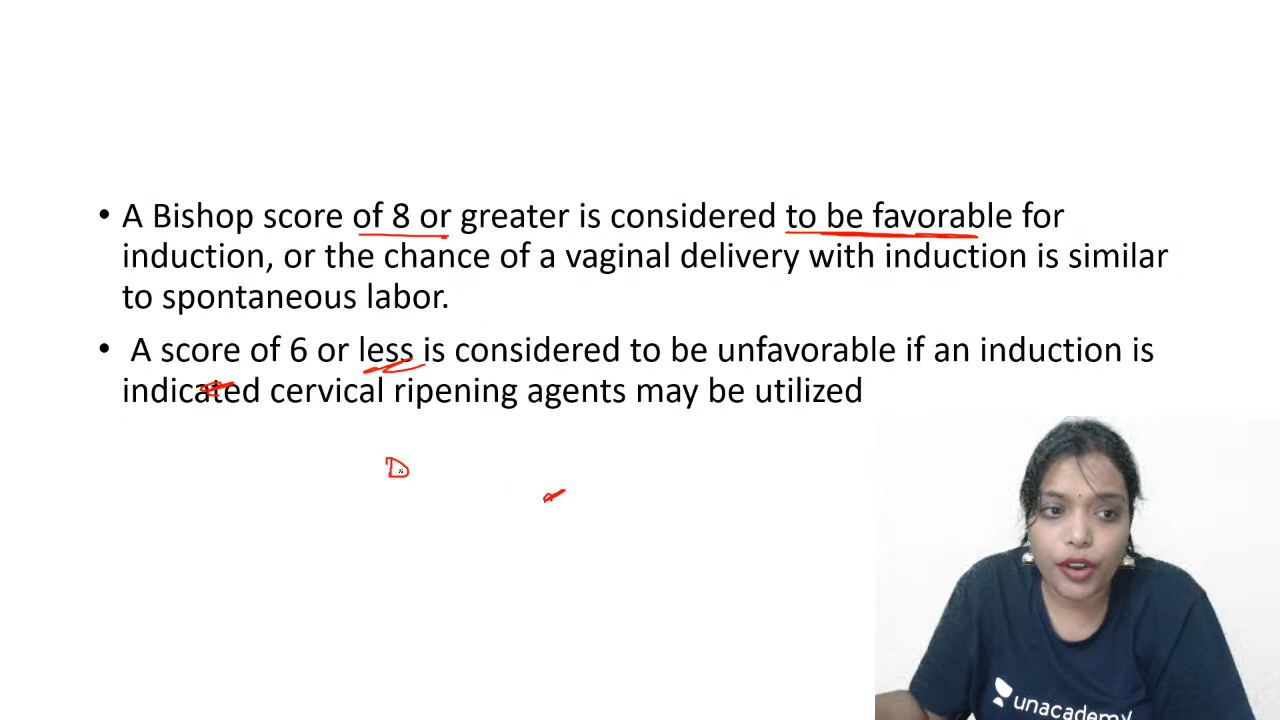 • A Bishop score of 8 or greater is considered to be favorable for
induction, or the chance of a vaginal delivery with induction is similar
to spontaneous labor.
• A score of 6 or less is considered to be unfavorable if an induction is
indicated cervical ripening agents may be utilized
D
unacademy